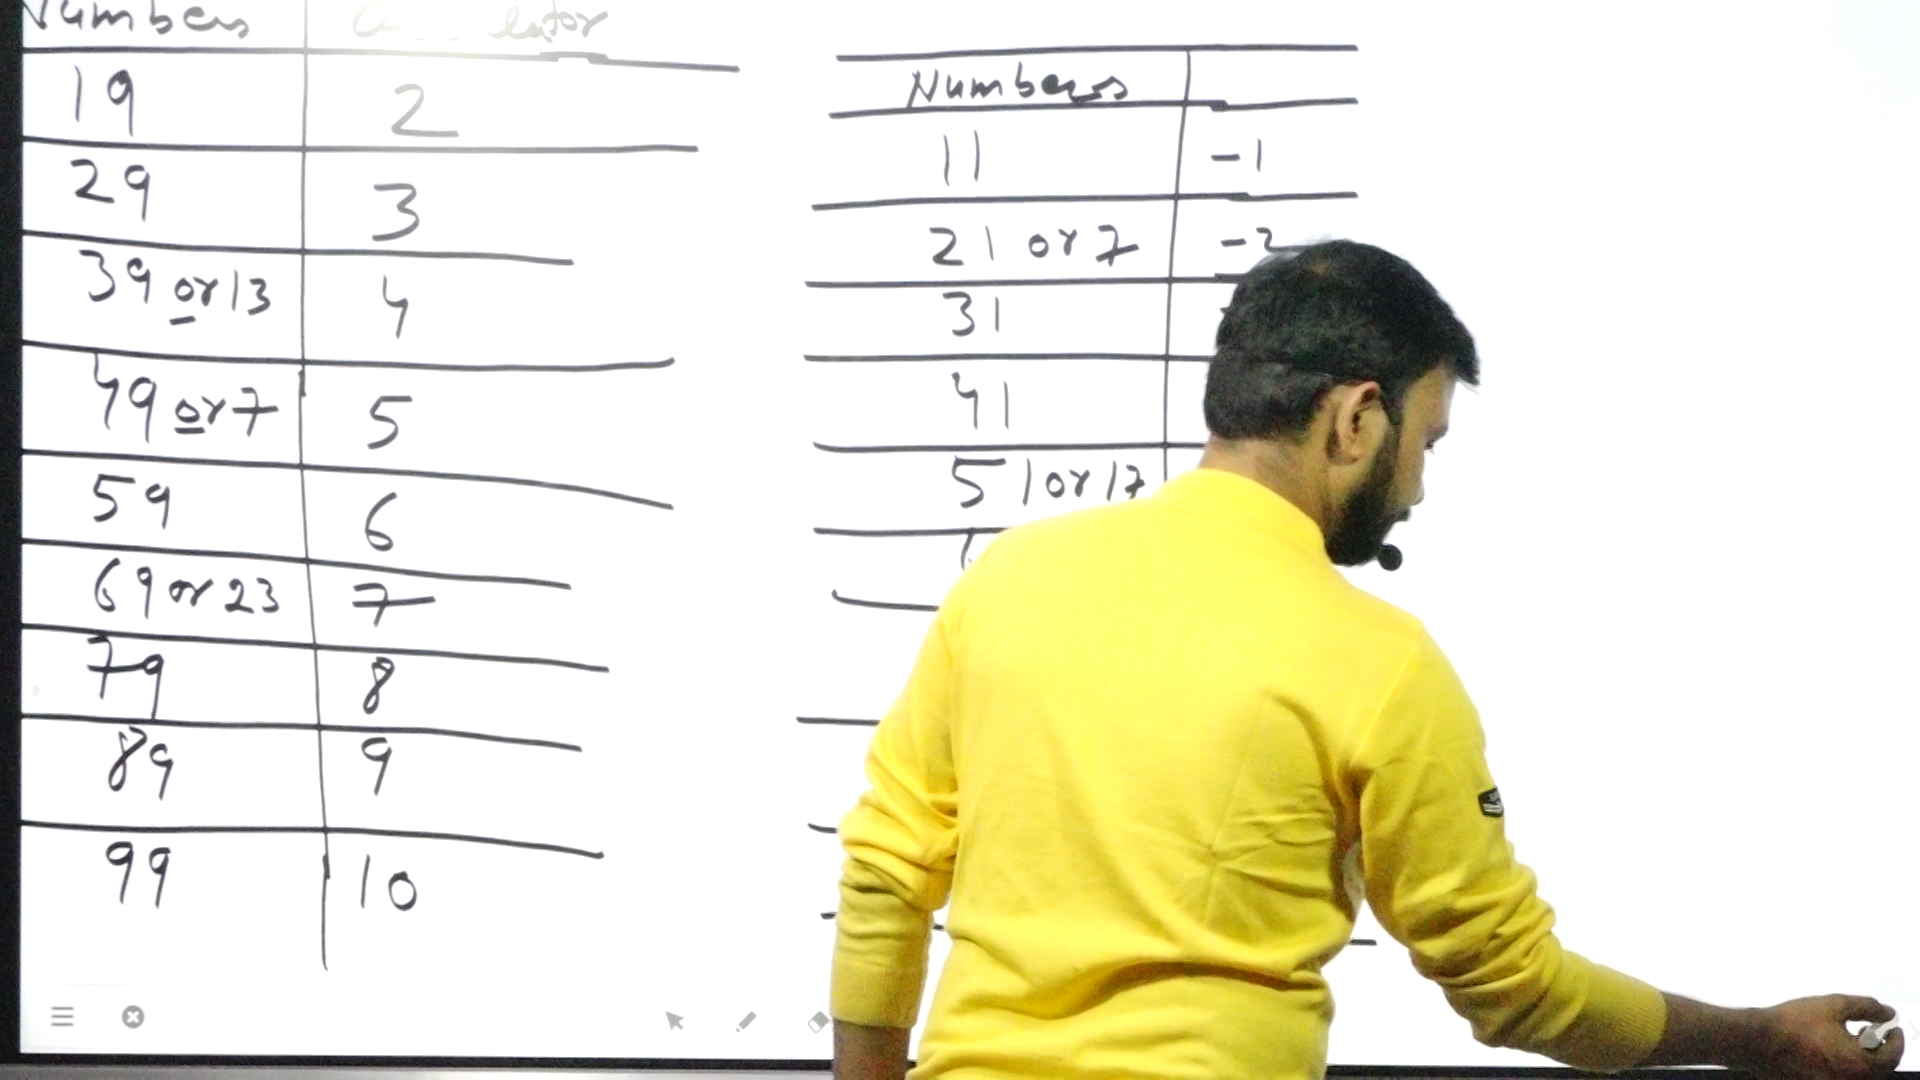 Numbers
19 2
29 3
39 or 13 4
49 or 7 5
59 6
69 or 23 7
79 8
89 9
99 10
Numbers
11 -1
21 or 7 -2
31
41
51 or 17